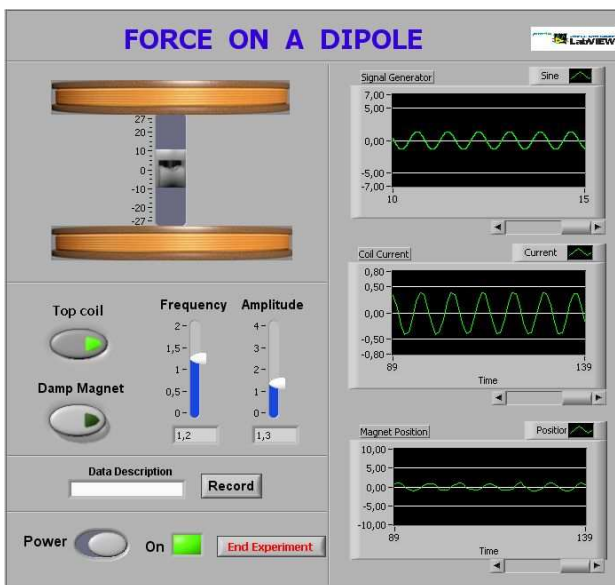 FORCE ON A DIPOLE
LabVIEW
27
20
10
0
-10
-20
-27
Top coil
Damp Magnet
Frequency
2
1,5
1
0,5
0
1,2
Amplitude
4
3
2
1
0
1,3
Data Description
Record
Power
On
End Experiment
Signal Generator
Sine
7,00
5,00
0,00
-5,00
-7,00
10 15
Coil Current
Current
0,80
0,50
0,00
-0,50
-0,80
89 139
Time
Magnet Position
Position
10,00
5,00
0,00
-5,00
-10,00
89 139
Time